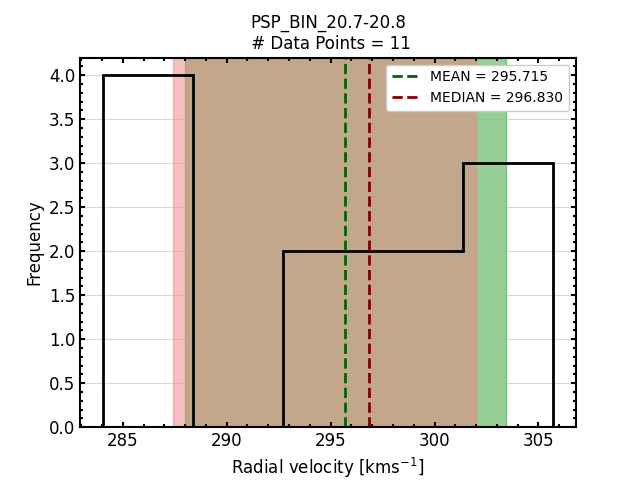 PSP_BIN_20.7-20.8
# Data Points = 11
MEAN = 295.715
MEDIAN = 296.830
4.0
3.5
3.0
2.5
2.0
1.5
1.0
0.5
0.0
Frequency
285 290 295 300 305
Radial velocity [kms⁻¹]